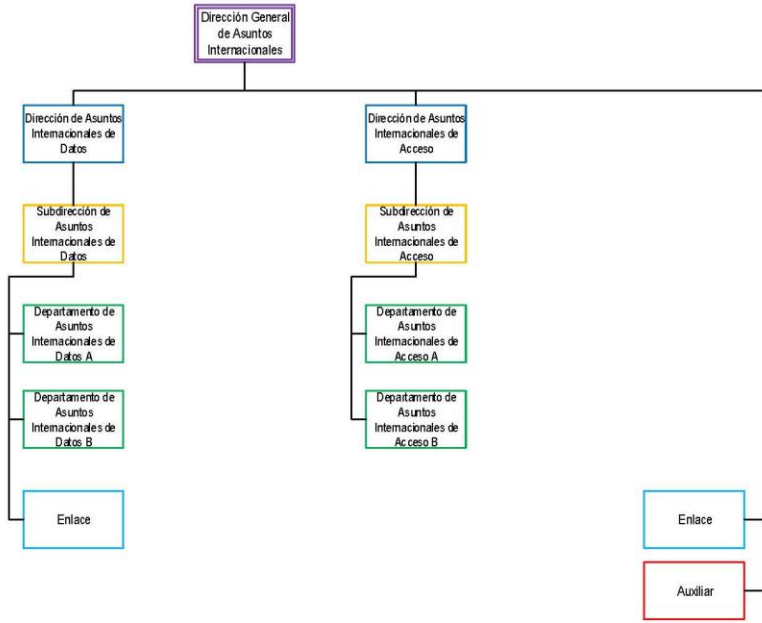 Dirección General
de Asuntos
Internacionales
Dirección de Asuntos
Internacionales de
Datos
Dirección de Asuntos
Internacionales de
Acceso
Subdirección de
Asuntos
Internacionales de
Datos
Subdirección de
Asuntos
Internacionales de
Acceso
Departamento de
Asuntos
Internacionales de
Datos A
Departamento de
Asuntos
Internacionales de
Acceso A
Departamento de
Asuntos
Internacionales de
Datos B
Departamento de
Asuntos
Internacionales de
Acceso B
Enlace
Enlace
Auxiliar